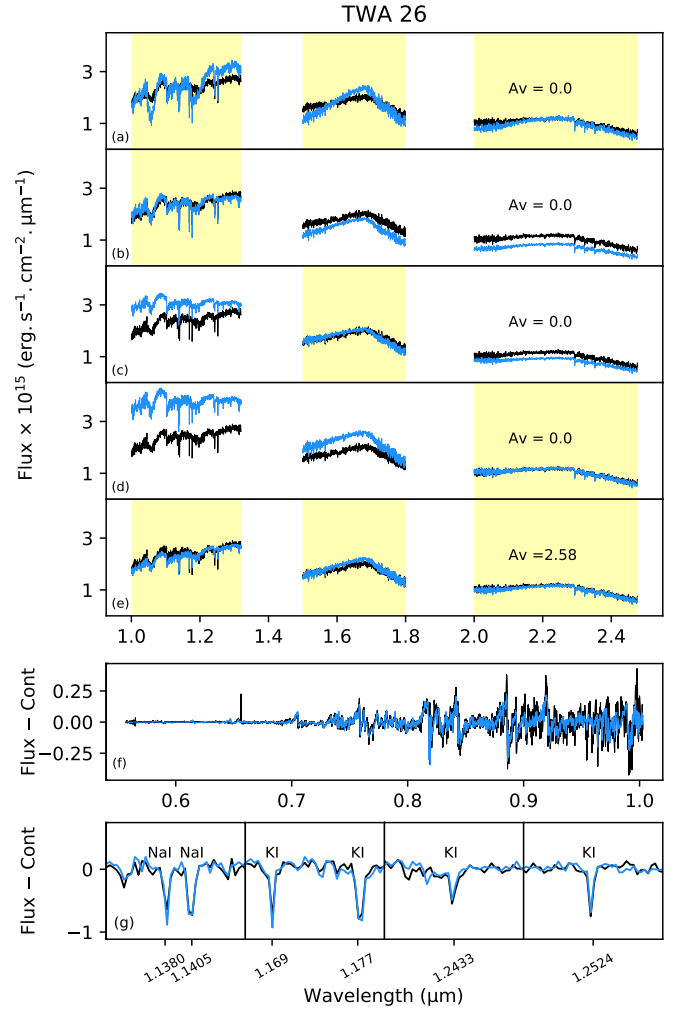 TWA 26
3
1
Av = 0.0
(a)
3
1
Av = 0.0
(b)
3
1
Av = 0.0
(c)
3
1
Av = 0.0
(d)
3
1
Av =2.58
(e)
Flux × 10¹⁵ (erg.s⁻¹.cm⁻².μm⁻¹)
1.0 1.2 1.4 1.6 1.8 2.0 2.2 2.4
Flux − Cont
0.25
0.00
−0.25
(f)
0.6 0.7 0.8 0.9 1.0
Flux − Cont
0
−1
NaI NaI KI KI KI KI
(g)
1.1380 1.1405 1.169 1.177 1.2433 1.2524
Wavelength (μm)